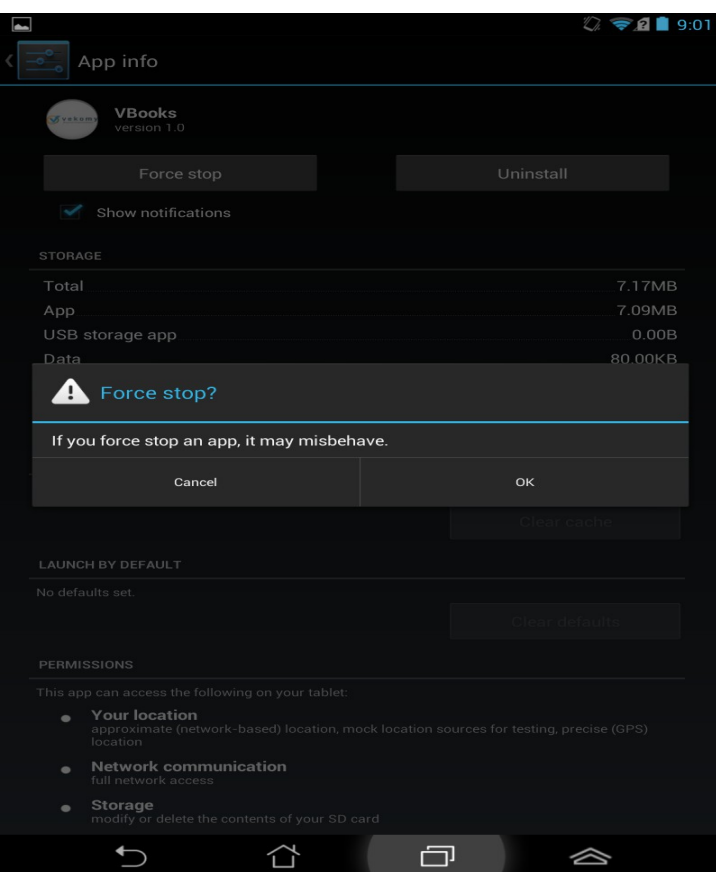 9:01
App info
vekomy
VBooks
version 1.0
Force stop
Uninstall
Show notifications
STORAGE
Total 7.17MB
App 7.09MB
USB storage app 0.00B
Data 80.00KB
Force stop?
If you force stop an app, it may misbehave.
Cancel
OK
Clear cache
LAUNCH BY DEFAULT
No defaults set.
Clear defaults
PERMISSIONS
This app can access the following on your tablet:
Your location
approximate (network-based) location, mock location sources for testing, precise (GPS)
location
Network communication
full network access
Storage
modify or delete the contents of your SD card